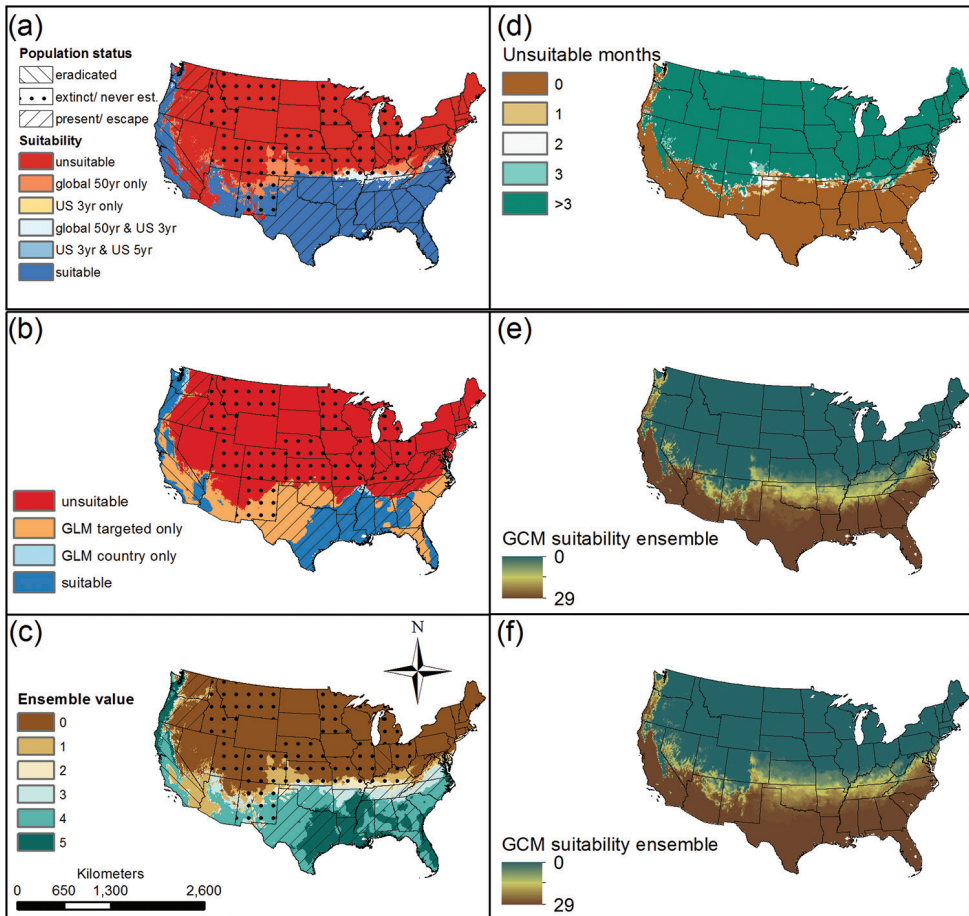 (a)
Population status
eradicated
extinct/ never est.
present/ escape
Suitability
unsuitable
global 50yr only
US 3yr only
global 50yr & US 3yr
US 3yr & US 5yr
suitable
(d)
Unsuitable months
0
1
2
3
>3
(b)
unsuitable
GLM targeted only
GLM country only
suitable
(e)
GCM suitability ensemble
0
29
(c)
N
Ensemble value
0
1
2
3
4
5
Kilometers
0 650 1,300 2,600
(f)
GCM suitability ensemble
0
29